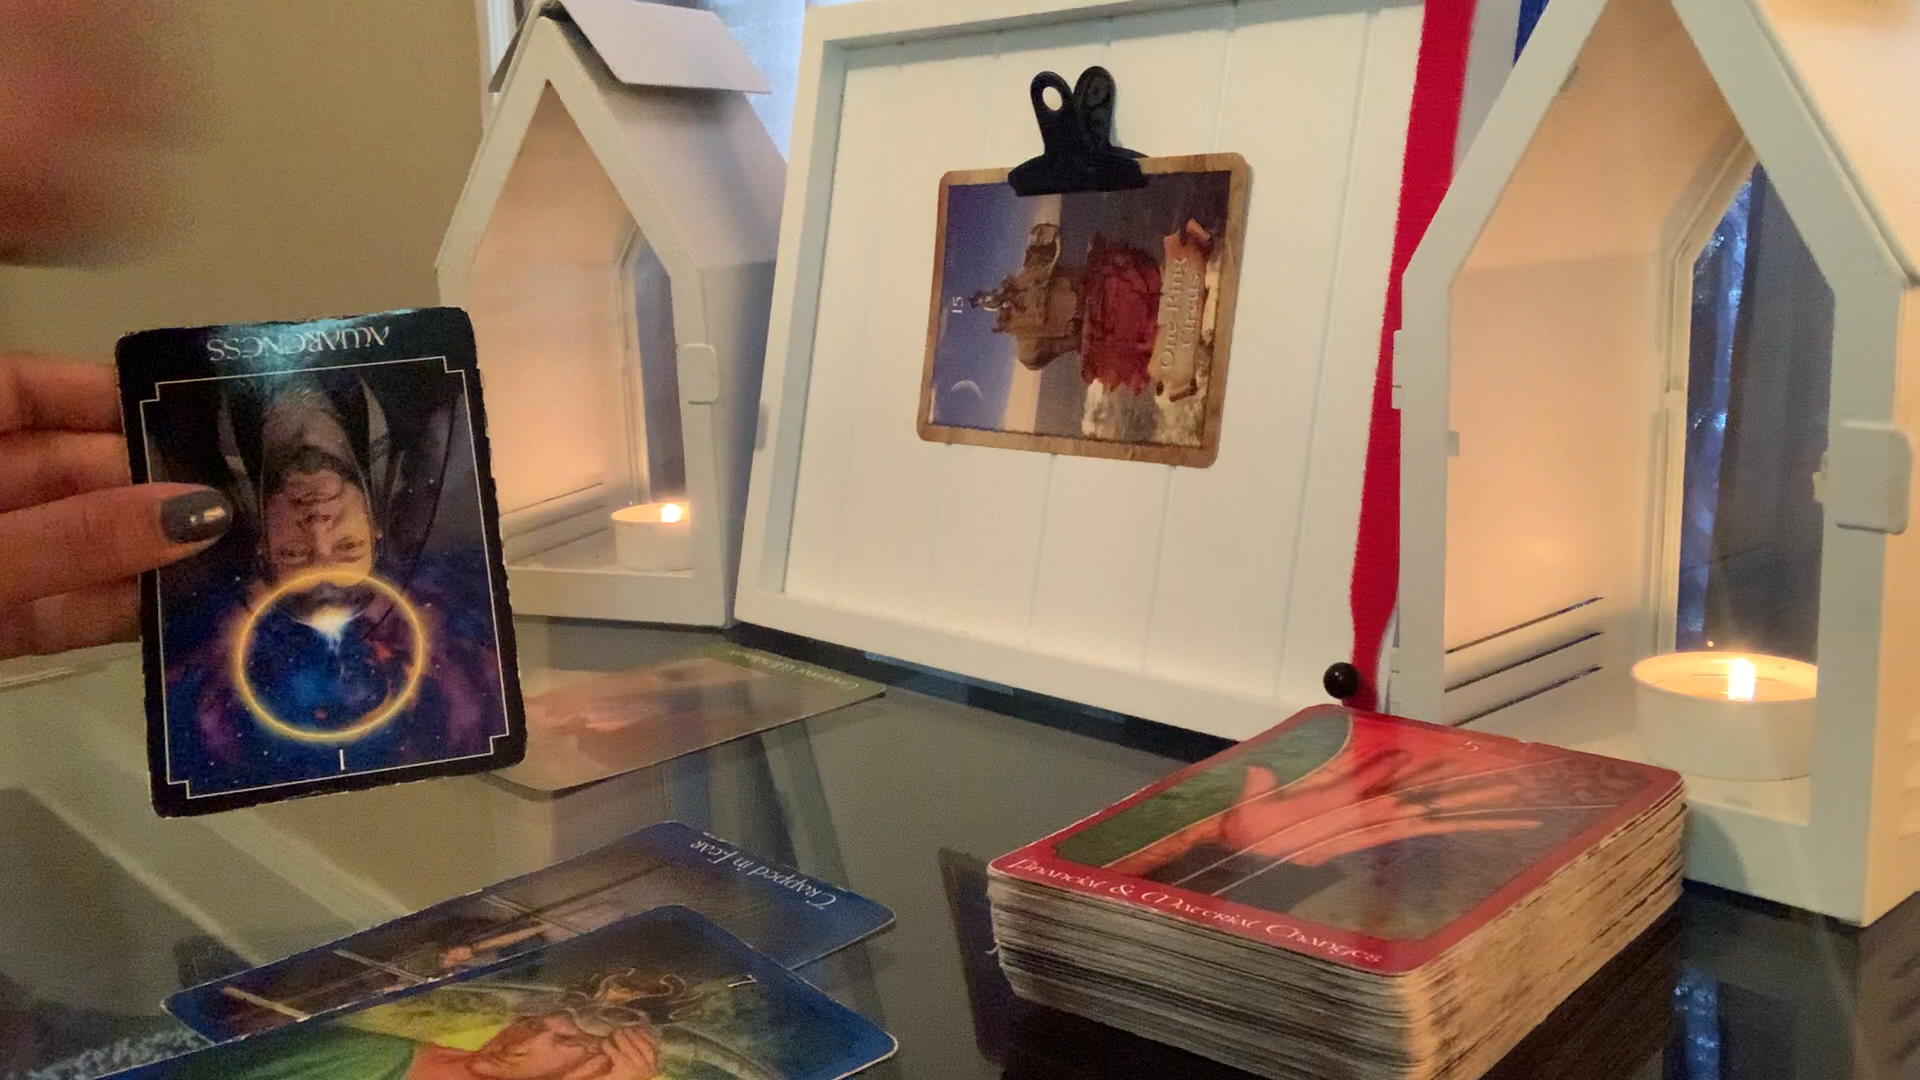 AWARENESS
1
15
One Ring
Circus
Trapped in Fear
5
Financial & Material Changes